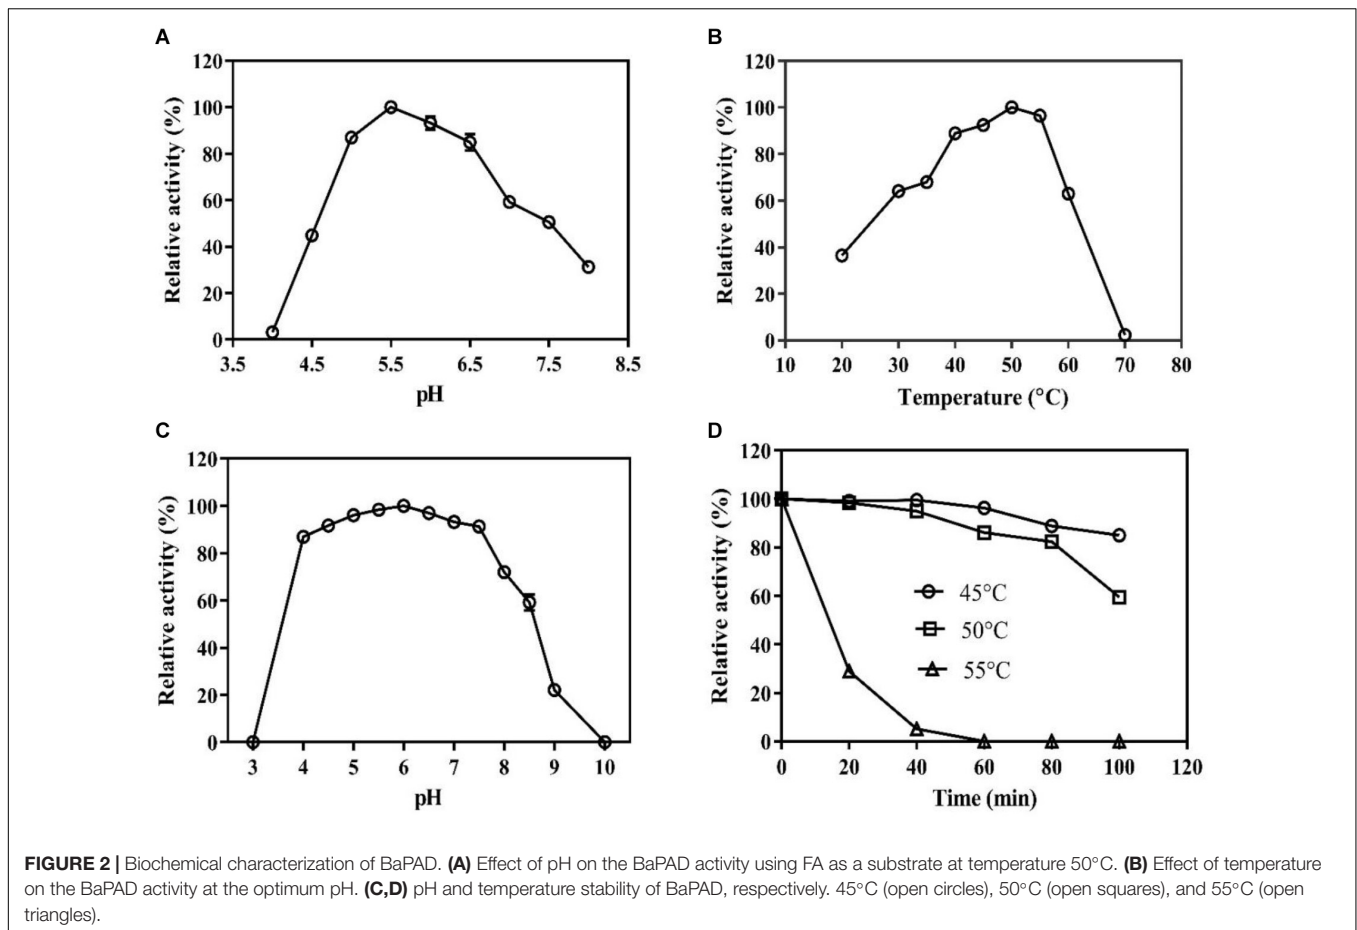 A
120
100
80
60
40
20
0
Relative activity (%)
3.5 4.5 5.5 6.5 7.5 8.5
pH
B
120
100
80
60
40
20
0
Relative activity (%)
10 20 30 40 50 60 70 80
Temperature (°C)
C
120
100
80
60
40
20
0
Relative activity (%)
3 4 5 6 7 8 9 10
pH
D
120
100
80
60
40
20
0
Relative activity (%)
45°C
50°C
55°C
0 20 40 60 80 100 120
Time (min)
FIGURE 2 | Biochemical characterization of BaPAD. (A) Effect of pH on the BaPAD activity using FA as a substrate at temperature 50°C. (B) Effect of temperature
on the BaPAD activity at the optimum pH. (C,D) pH and temperature stability of BaPAD, respectively. 45°C (open circles), 50°C (open squares), and 55°C (open
triangles).